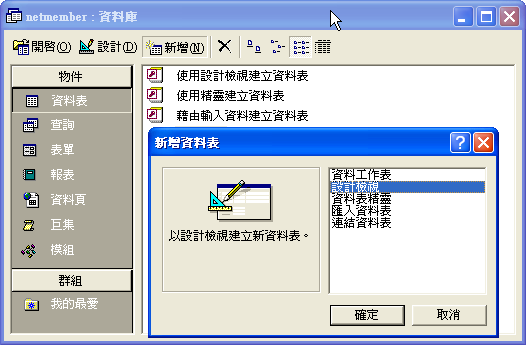 netmember : 資料庫
開啓(O) 設計(D) 新增(N)
物件
資料表
查詢
表單
報表
資料頁
巨集
模組
群組
我的最愛
使用設計檢視建立資料表
使用精靈建立資料表
藉由輸入資料建立資料表
新增資料表
以設計檢視建立新資料表。
資料工作表
設計檢視
資料表精靈
匯入資料表
連結資料表
確定 取消